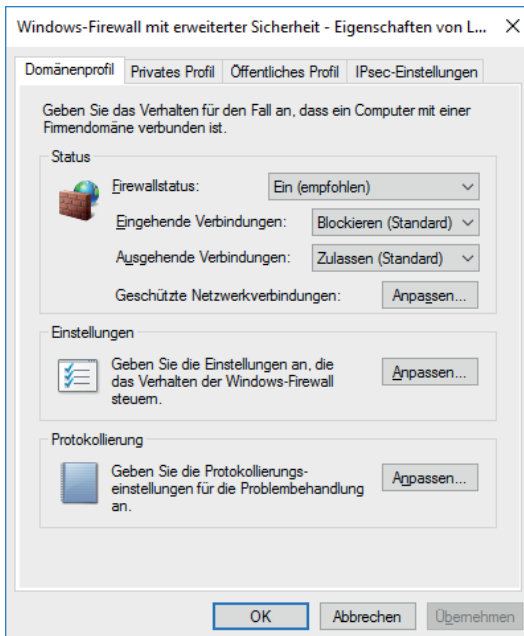 Windows-Firewall mit erweiterter Sicherheit - Eigenschaften von L...
Domänenprofil Privates Profil Öffentliches Profil IPsec-Einstellungen
Geben Sie das Verhalten für den Fall an, dass ein Computer mit einer
Firmendomäne verbunden ist.
Status
Firewallstatus: Ein (empfohlen)
Eingehende Verbindungen: Blockieren (Standard)
Ausgehende Verbindungen: Zulassen (Standard)
Geschützte Netzwerkverbindungen: Anpassen...
Einstellungen
Geben Sie die Einstellungen an, die
das Verhalten der Windows-Firewall
steuern.
Anpassen...
Protokollierung
Geben Sie die Protokollierungs-
einstellungen für die Problembehandlung
an.
Anpassen...
OK Abbrechen Übernehmen